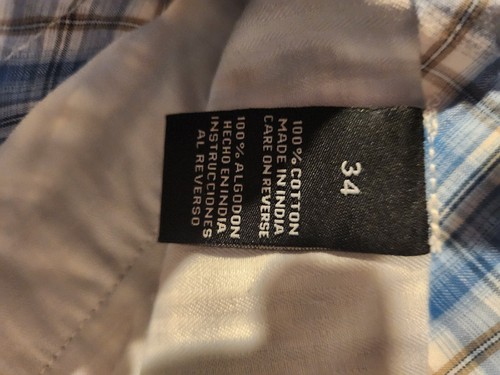 34
100% COTTON
MADE IN INDIA
CARE ON REVERSE
100% ALGODON
HECHO EN INDIA
INSTRUCCIONES
AL REVERSO